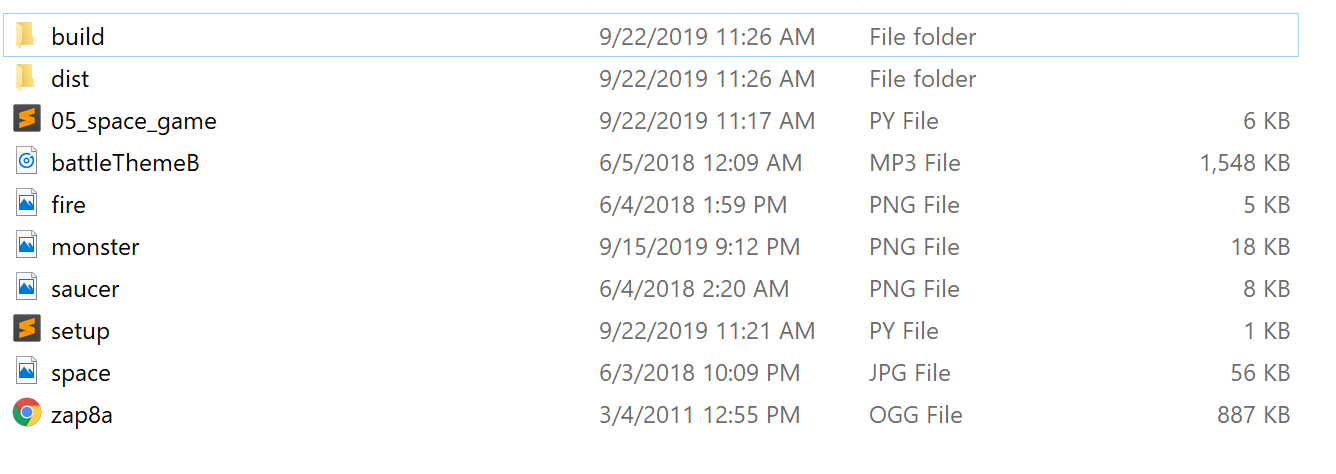 build 9/22/2019 11:26 AM File folder
dist 9/22/2019 11:26 AM File folder
05_space_game 9/22/2019 11:17 AM PY File 6 KB
battleThemeB 6/5/2018 12:09 AM MP3 File 1,548 KB
fire 6/4/2018 1:59 PM PNG File 5 KB
monster 9/15/2019 9:12 PM PNG File 18 KB
saucer 6/4/2018 2:20 AM PNG File 8 KB
setup 9/22/2019 11:21 AM PY File 1 KB
space 6/3/2018 10:09 PM JPG File 56 KB
zap8a 3/4/2011 12:55 PM OGG File 887 KB